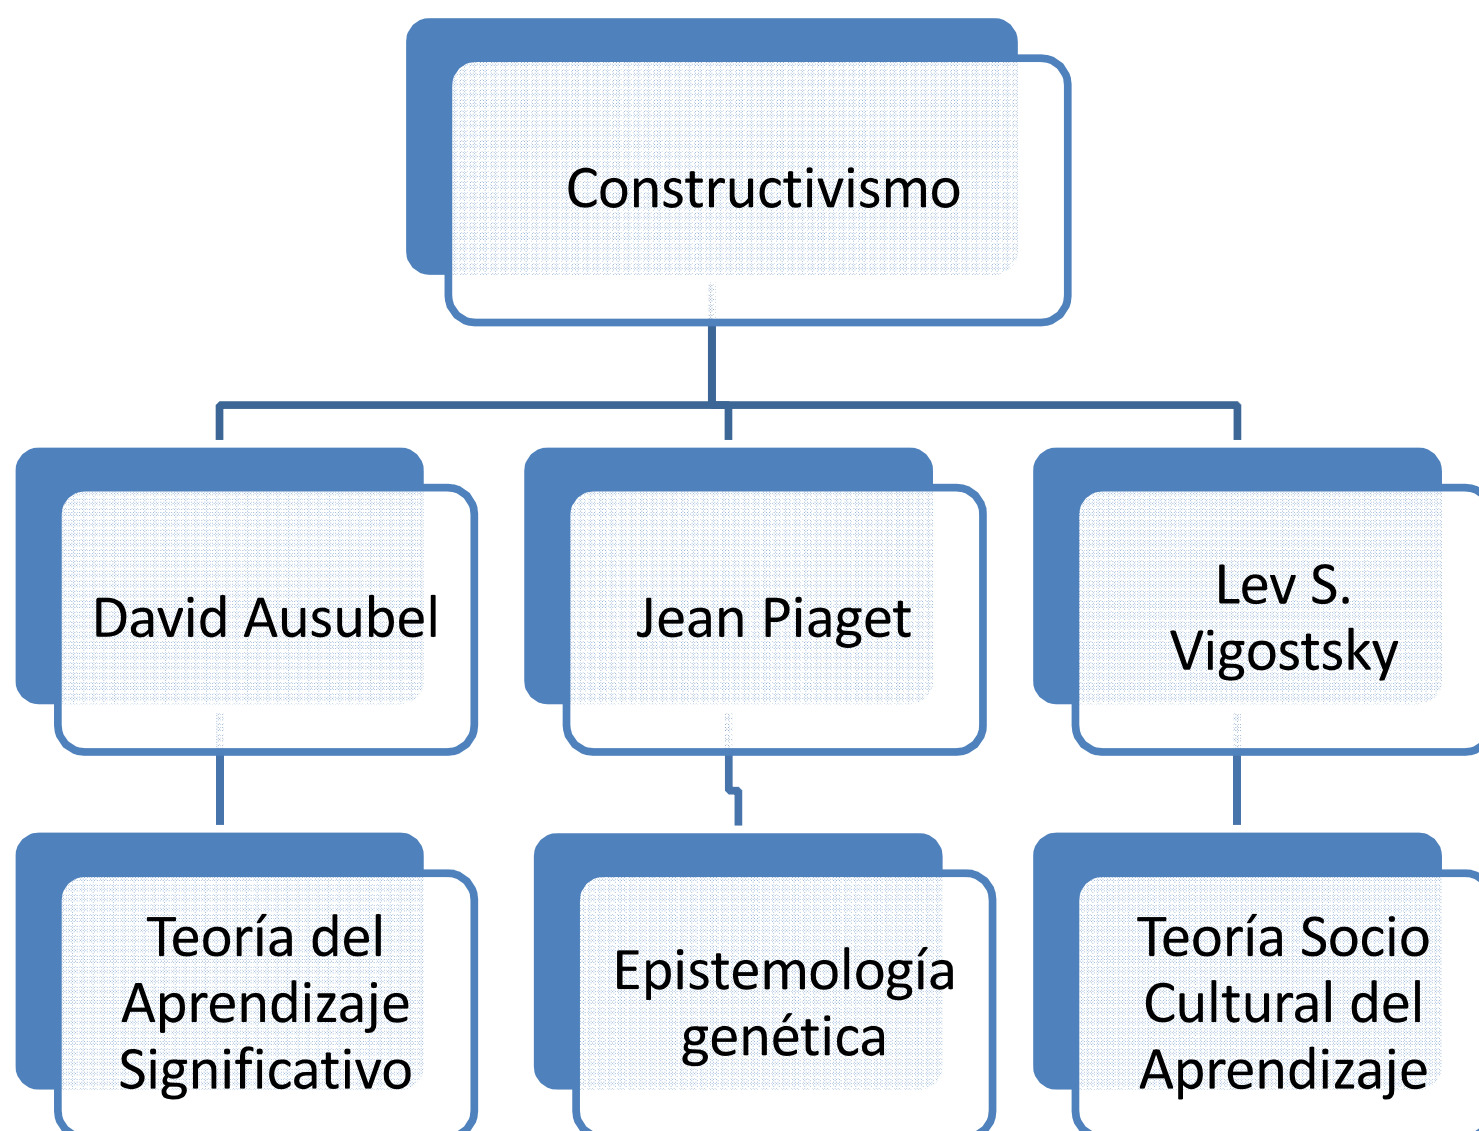 Constructivismo
David Ausubel
Jean Piaget
Lev S.
Vigostsky
Teoría del
Aprendizaje
Significativo
Epistemología
genética
Teoría Socio
Cultural del
Aprendizaje